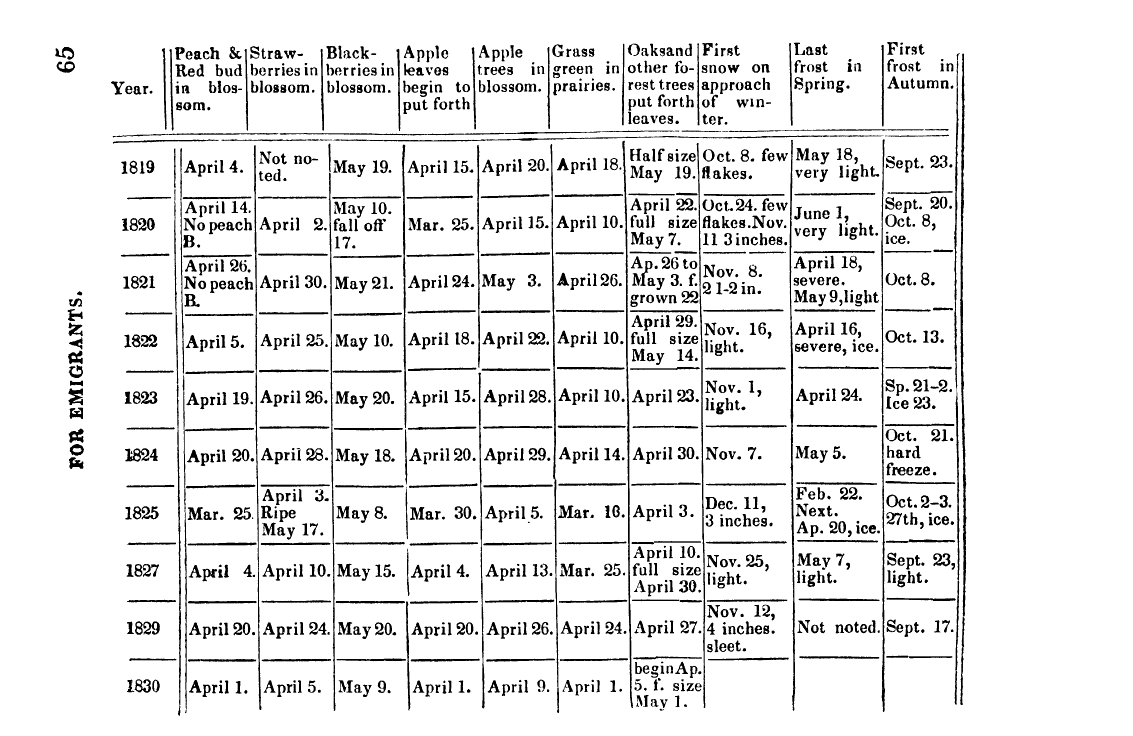 65
FOR EMIGRANTS.
Year. | Peach & Red bud in blos- som. | Straw- berries in blossom. | Black- berries in blossom. | Apple leaves begin to put forth | Apple trees in blossom. | Grass green in prairies. | Oaksand other fo- rest trees put forth leaves. | First snow on approach of win- ter. | Last frost in Spring. | First frost in Autumn.
1819 | April 4. | Not no- ted. | May 19. | April 15. | April 20. | April 18. | Half size May 19. | Oct. 8. few flakes. | May 18, very light. | Sept. 23.
1820 | April 14. No peach B. | April 2. | May 10. fall off 17. | Mar. 25. | April 15. | April 10. | April 22. full size May 7. | Oct. 24. few flakes. Nov. 11 3 inches. | June 1, very light. | Sept. 20. Oct. 8, ice.
1821 | April 26. No peach B. | April 30. | May 21. | April 24. | May 3. | April 26. | Ap. 26 to May 3. f. grown 22 | Nov. 8. 2 1-2 in. | April 18, severe. May 9, light | Oct. 8.
1822 | April 5. | April 25. | May 10. | April 18. | April 22. | April 10. | April 29. full size May 14. | Nov. 16, light. | April 16, severe, ice. | Oct. 13.
1823 | April 19. | April 26. | May 20. | April 15. | April 28. | April 10. | April 23. | Nov. 1, light. | April 24. | Sp. 21-2. Ice 23.
1824 | April 20. | April 28. | May 18. | April 20. | April 29. | April 14. | April 30. | Nov. 7. | May 5. | Oct. 21. hard freeze.
1825 | Mar. 25 | April 3. Ripe May 17. | May 8. | Mar. 30. | April 5. | Mar. 16. | April 3. | Dec. 11, 3 inches. | Feb. 22. Next. Ap. 20, ice. | Oct. 2-3. 27th, ice.
1827 | April 4. | April 10. | May 15. | April 4. | April 13. | Mar. 25. | April 10. full size April 30. | Nov. 25, light. | May 7, light. | Sept. 23, light.
1829 | April 20. | April 24. | May 20. | April 20. | April 26. | April 24. | April 27. | Nov. 12, 4 inches. sleet. | Not noted. | Sept. 17.
1830 | April 1. | April 5. | May 9. | April 1. | April 9. | April 1. | begin Ap. 5. f. size May 1.